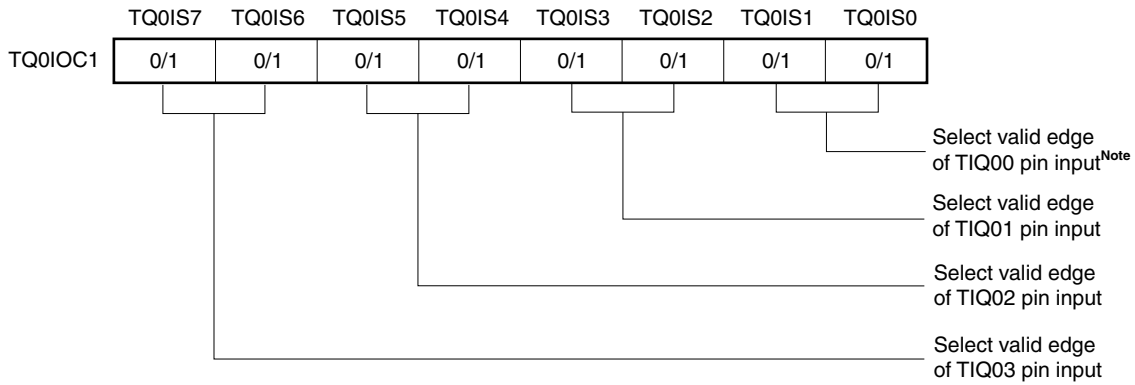 TQ0IS7 TQ0IS6 TQ0IS5 TQ0IS4 TQ0IS3 TQ0IS2 TQ0IS1 TQ0IS0
TQ0IOC1 0/1 0/1 0/1 0/1 0/1 0/1 0/1 0/1
Select valid edge
of TIQ00 pin inputNote
Select valid edge
of TIQ01 pin input
Select valid edge
of TIQ02 pin input
Select valid edge
of TIQ03 pin input